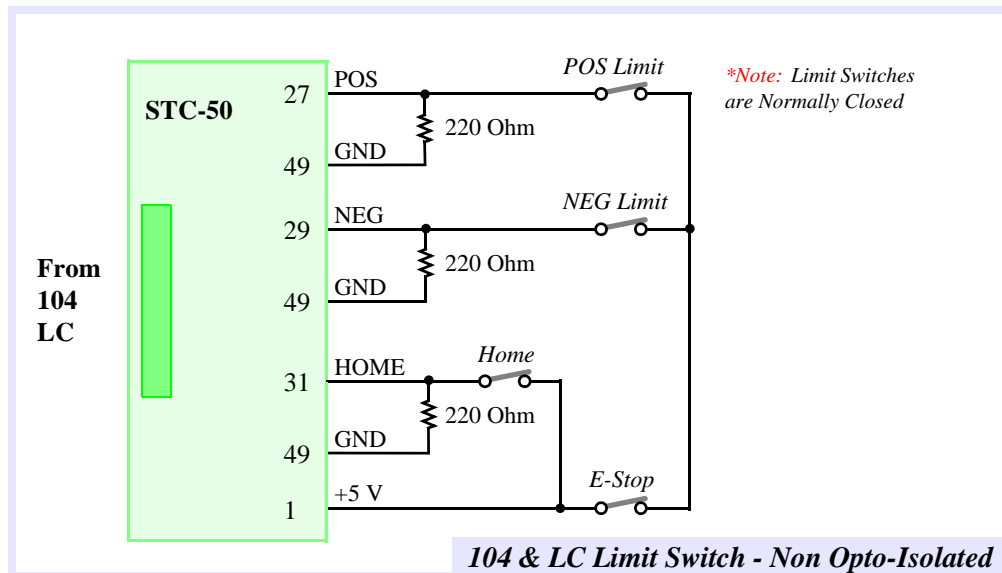 POS
POS Limit
*Note: Limit Switches
are Normally Closed
STC-50
27
220 Ohm
GND
49
NEG
NEG Limit
29
220 Ohm
From
104
LC
GND
49
HOME
Home
31
220 Ohm
GND
49
+5 V
E-Stop
1
104 & LC Limit Switch - Non Opto-Isolated